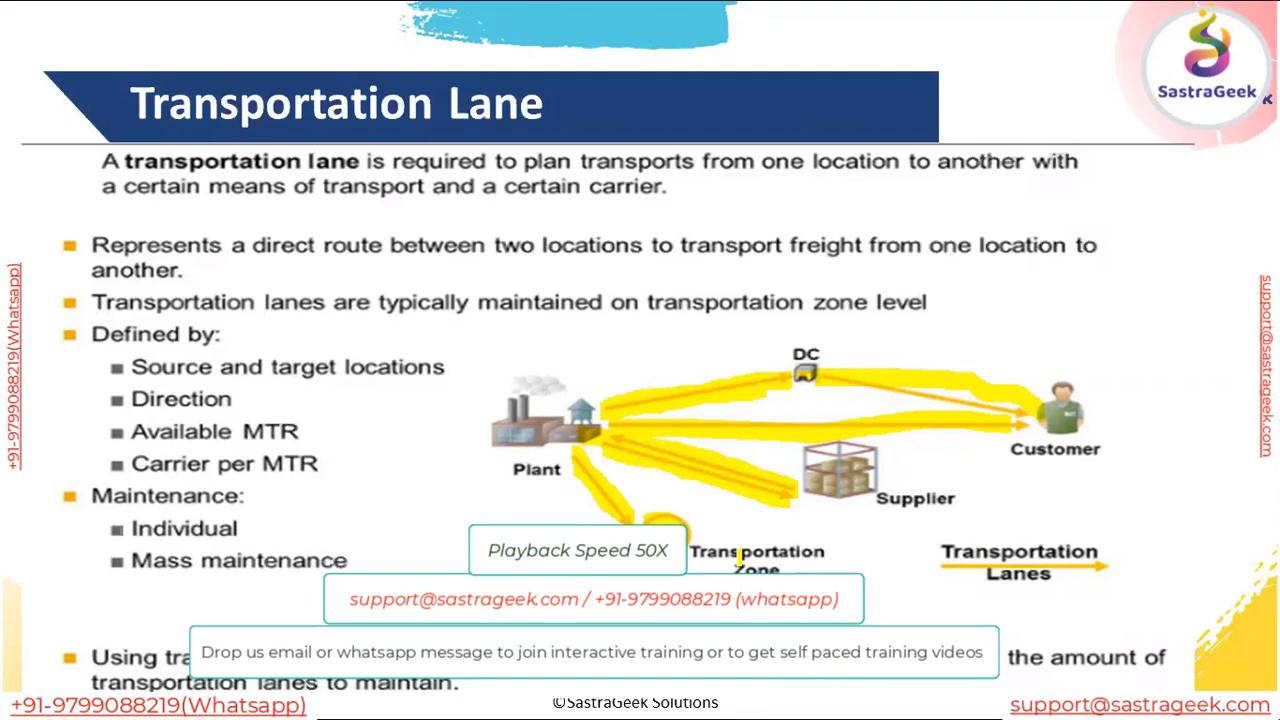 SastraGeek
k
Transportation Lane
A transportation lane is required to plan transports from one location to another with
a certain means of transport and a certain carrier.
Represents a direct route between two locations to transport freight from one location to
another.
Transportation lanes are typically maintained on transportation zone level
Defined by:
Source and target locations
Direction
Available MTR
Carrier per MTR
Maintenance:
Individual
Mass maintenance
DC
Plant
Customer
Supplier
Transportation
Zone
Transportation
Lanes
Playback Speed 50X
support@sastrageek.com / +91-9799088219 (whatsapp)
Drop us email or whatsapp message to join interactive training or to get self paced training videos
Using the amount of
transportation lanes to maintain.
+91-9799088219(Whatsapp)
support@sastrageek.com
+91-9799088219(Whatsapp)
©SastraGeek Solutions
support@sastrageek.com